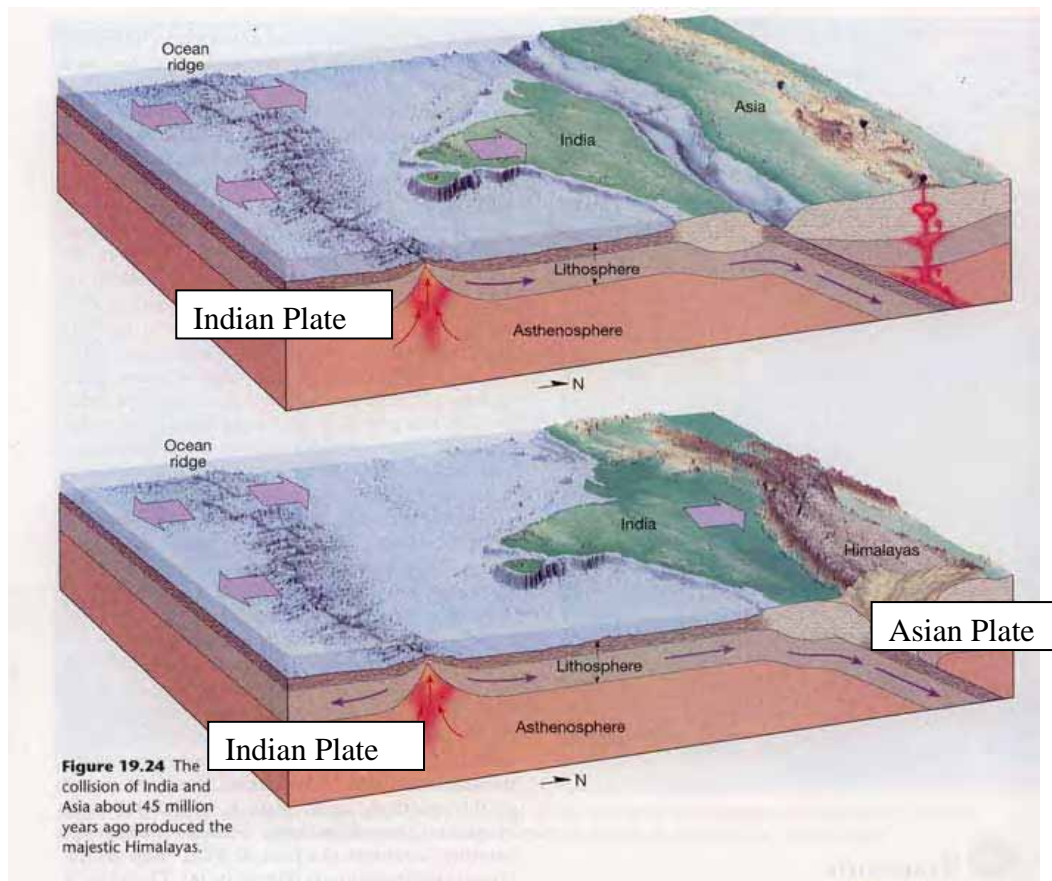 Ocean
ridge
Asia
India
Lithosphere
Indian Plate
Asthenosphere
N
Ocean
ridge
India
Himalayas
Asian Plate
Lithosphere
Asthenosphere
Indian Plate
N
Figure 19.24 The
collision of India and
Asia about 45 million
years ago produced the
majestic Himalayas.